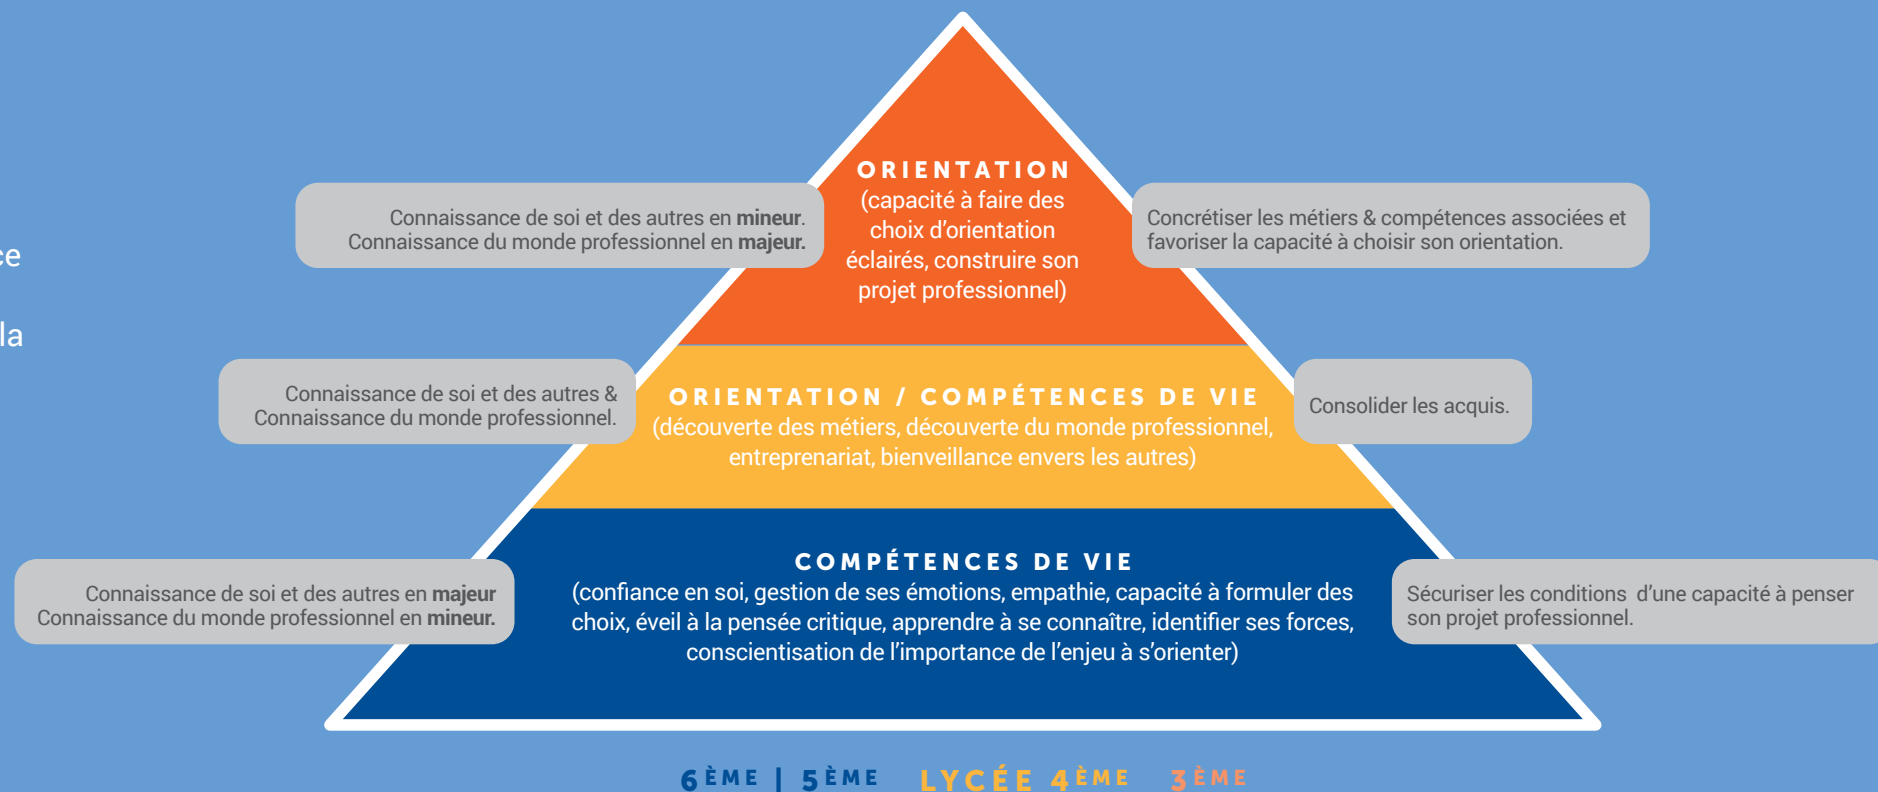 ce
la
ORIENTATION
(capacité à faire des
choix d'orientation
éclairés, construire son
projet professionnel)
Connaissance de soi et des autres en mineur.
Connaissance du monde professionnel en majeur.
Concrétiser les métiers & compétences associées et
favoriser la capacité à choisir son orientation.
ORIENTATION / COMPÉTENCES DE VIE
(découverte des métiers, découverte du monde professionnel,
entreprenariat, bienveillance envers les autres)
Connaissance de soi et des autres &
Connaissance du monde professionnel.
Consolider les acquis.
COMPÉTENCES DE VIE
(confiance en soi, gestion de ses émotions, empathie, capacité à formuler des
choix, éveil à la pensée critique, apprendre à se connaître, identifier ses forces,
conscientisation de l'importance de l'enjeu à s'orienter)
Connaissance de soi et des autres en majeur
Connaissance du monde professionnel en mineur.
Sécuriser les conditions d'une capacité à penser
son projet professionnel.
6ÈME | 5ÈME LYCÉE 4ÈME 3ÈME